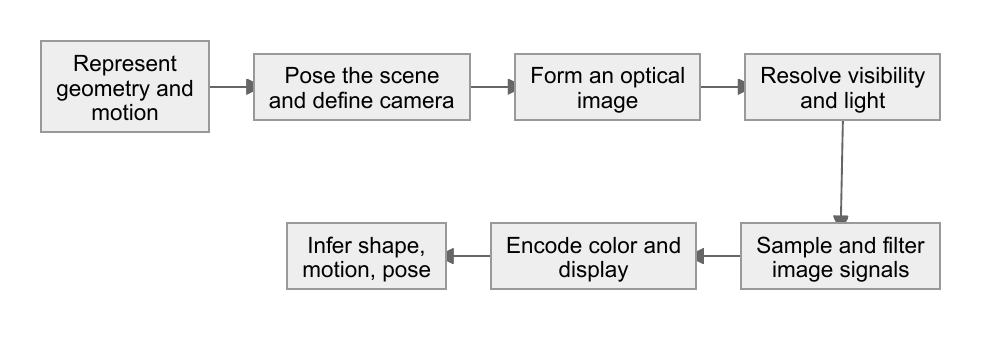 Represent
geometry and
motion
Pose the scene
and define camera
Form an optical
image
Resolve visibility
and light
Sample and filter
image signals
Encode color and
display
Infer shape,
motion, pose